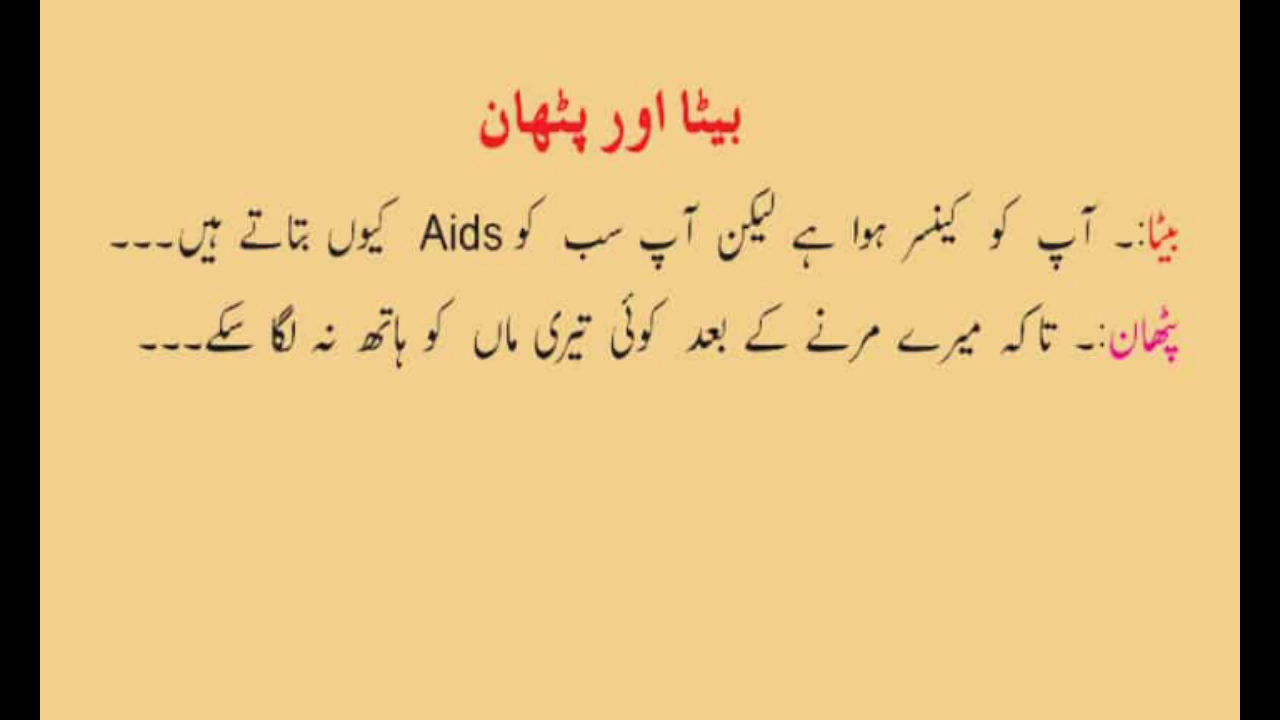 بیٹا اور پٹھان
بیٹا:۔ آپ کو کینسر ہوا ہے لیکن آپ سب کو Aids کیوں بتاتے ہیں۔۔۔
پٹھان:۔ تاکہ میرے مرنے کے بعد کوئی تیری ماں کو ہاتھ نہ لگا سکے۔۔۔